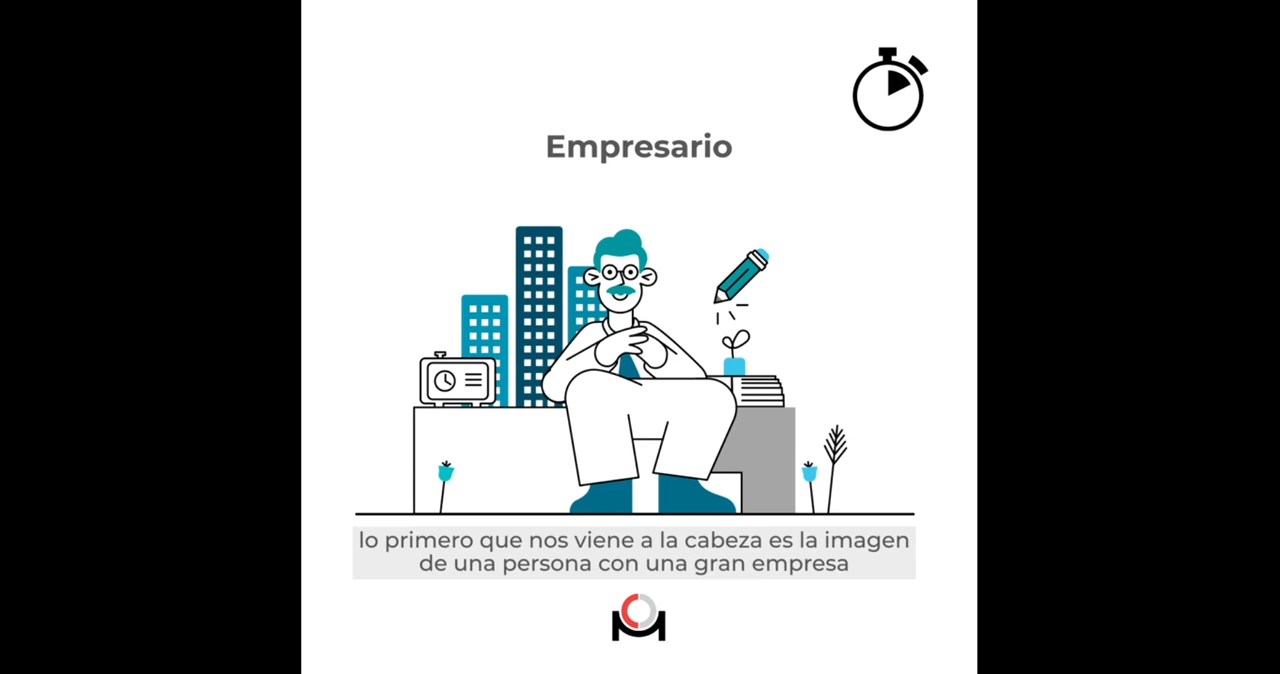 Empresario
lo primero que nos viene a la cabeza es la imagen
de una persona con una gran empresa